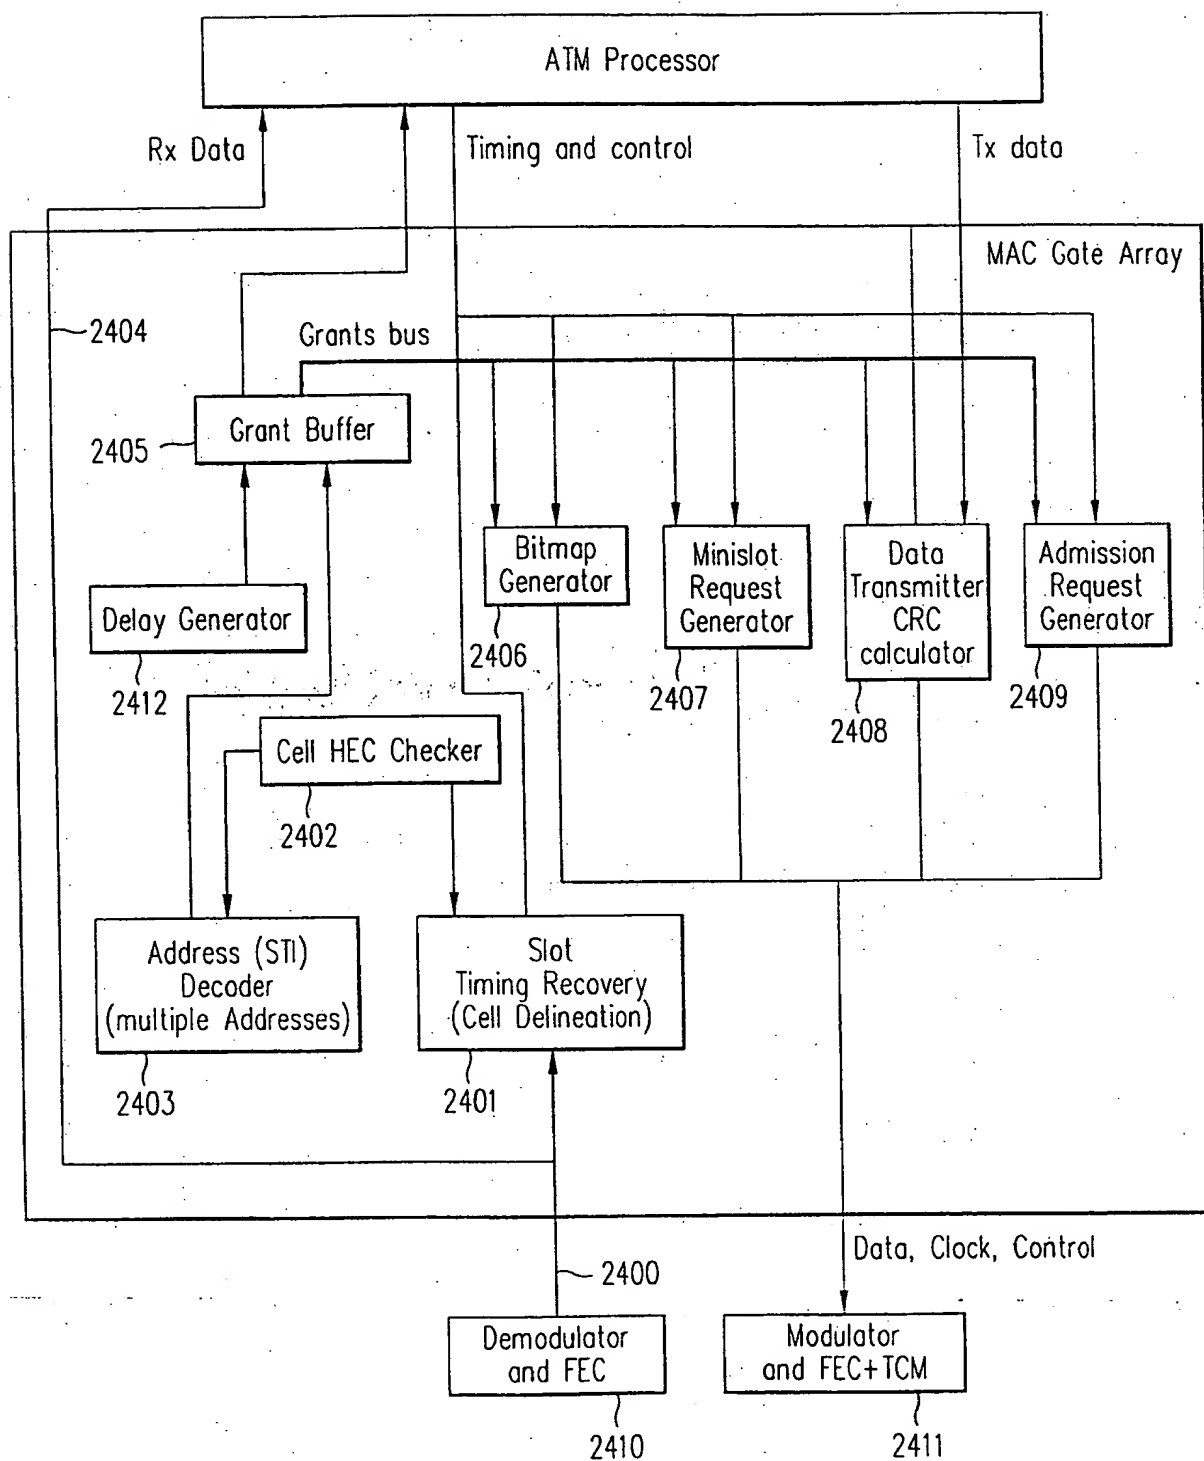 ATM Processor
Rx Data
Timing and control
Tx data
MAC Gate Array
2404
Grants bus
Grant Buffer
2405
Bitmap
Generator
2406
Minislot
Request
Generator
2407
Data
Transmitter
CRC
calculator
2408
Admission
Request
Generator
2409
Delay Generator
2412
Cell HEC Checker
2402
Address (STI)
Decoder
(multiple Addresses)
2403
Slot
Timing Recovery
(Cell Delineation)
2401
Data, Clock, Control
2400
Demodulator
and FEC
2410
Modulator
and FEC+TCM
2411